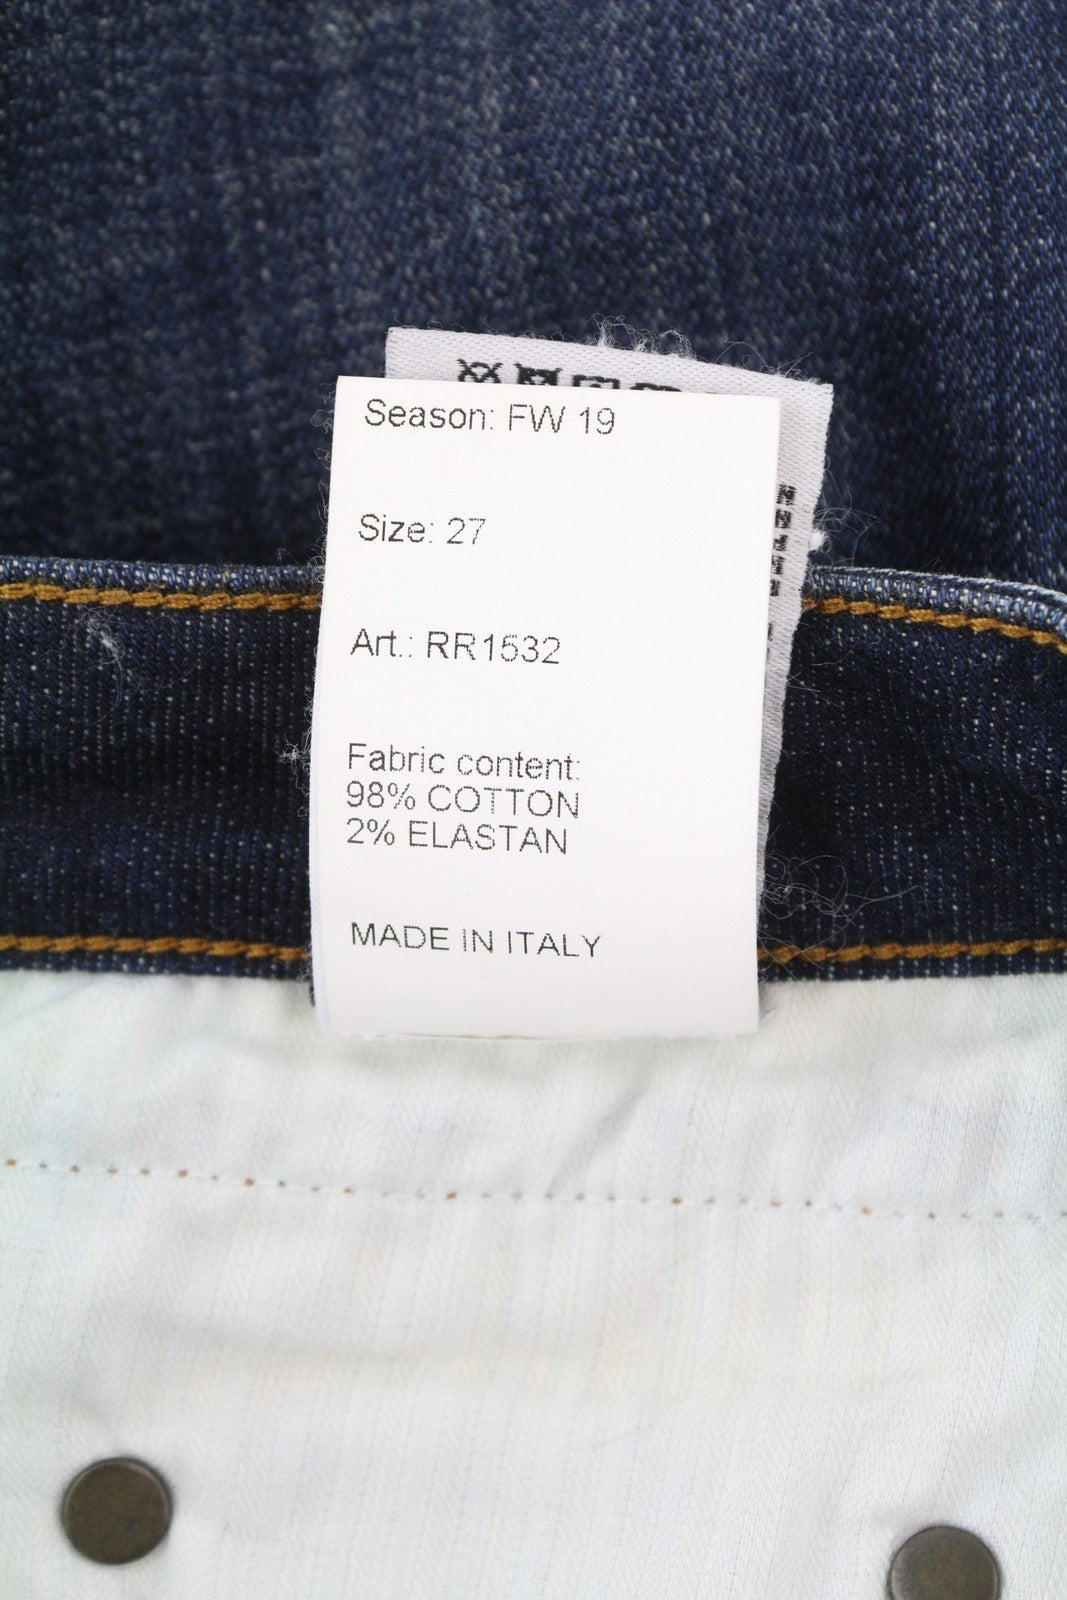 Season: FW 19
Size: 27
Art.: RR1532
Fabric content:
98% COTTON
2% ELASTAN
MADE IN ITALY